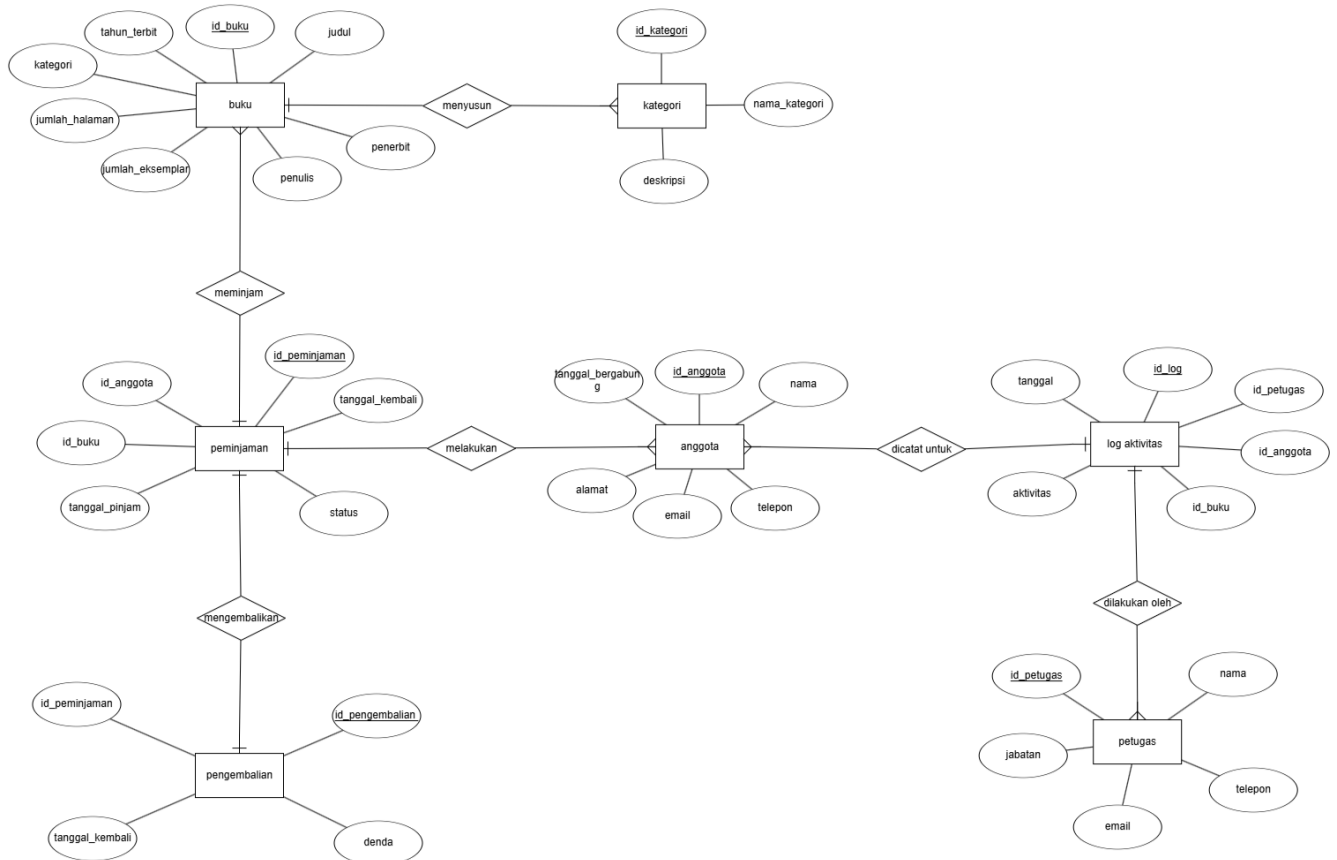 id_buku
tahun_terbit
judul
id_kategori
kategori
buku
menyusun
kategori
nama_kategori
jumlah_halaman
penerbit
jumlah_eksemplar
penulis
deskripsi
meminjam
id_peminjaman
id_anggota
tanggal_kembali
id_buku
peminjaman
tanggal_pinjam
status
melakukan
tanggal_bergabun
g
id_anggota
nama
anggota
alamat
email
telepon
dicatat untuk
tanggal
id_log
id_petugas
log aktivitas
id_anggota
aktivitas
id_buku
mengembalikan
dilakukan oleh
id_peminjaman
id_pengembalian
pengembalian
tanggal_kembali
denda
id_petugas
nama
petugas
jabatan
telepon
email